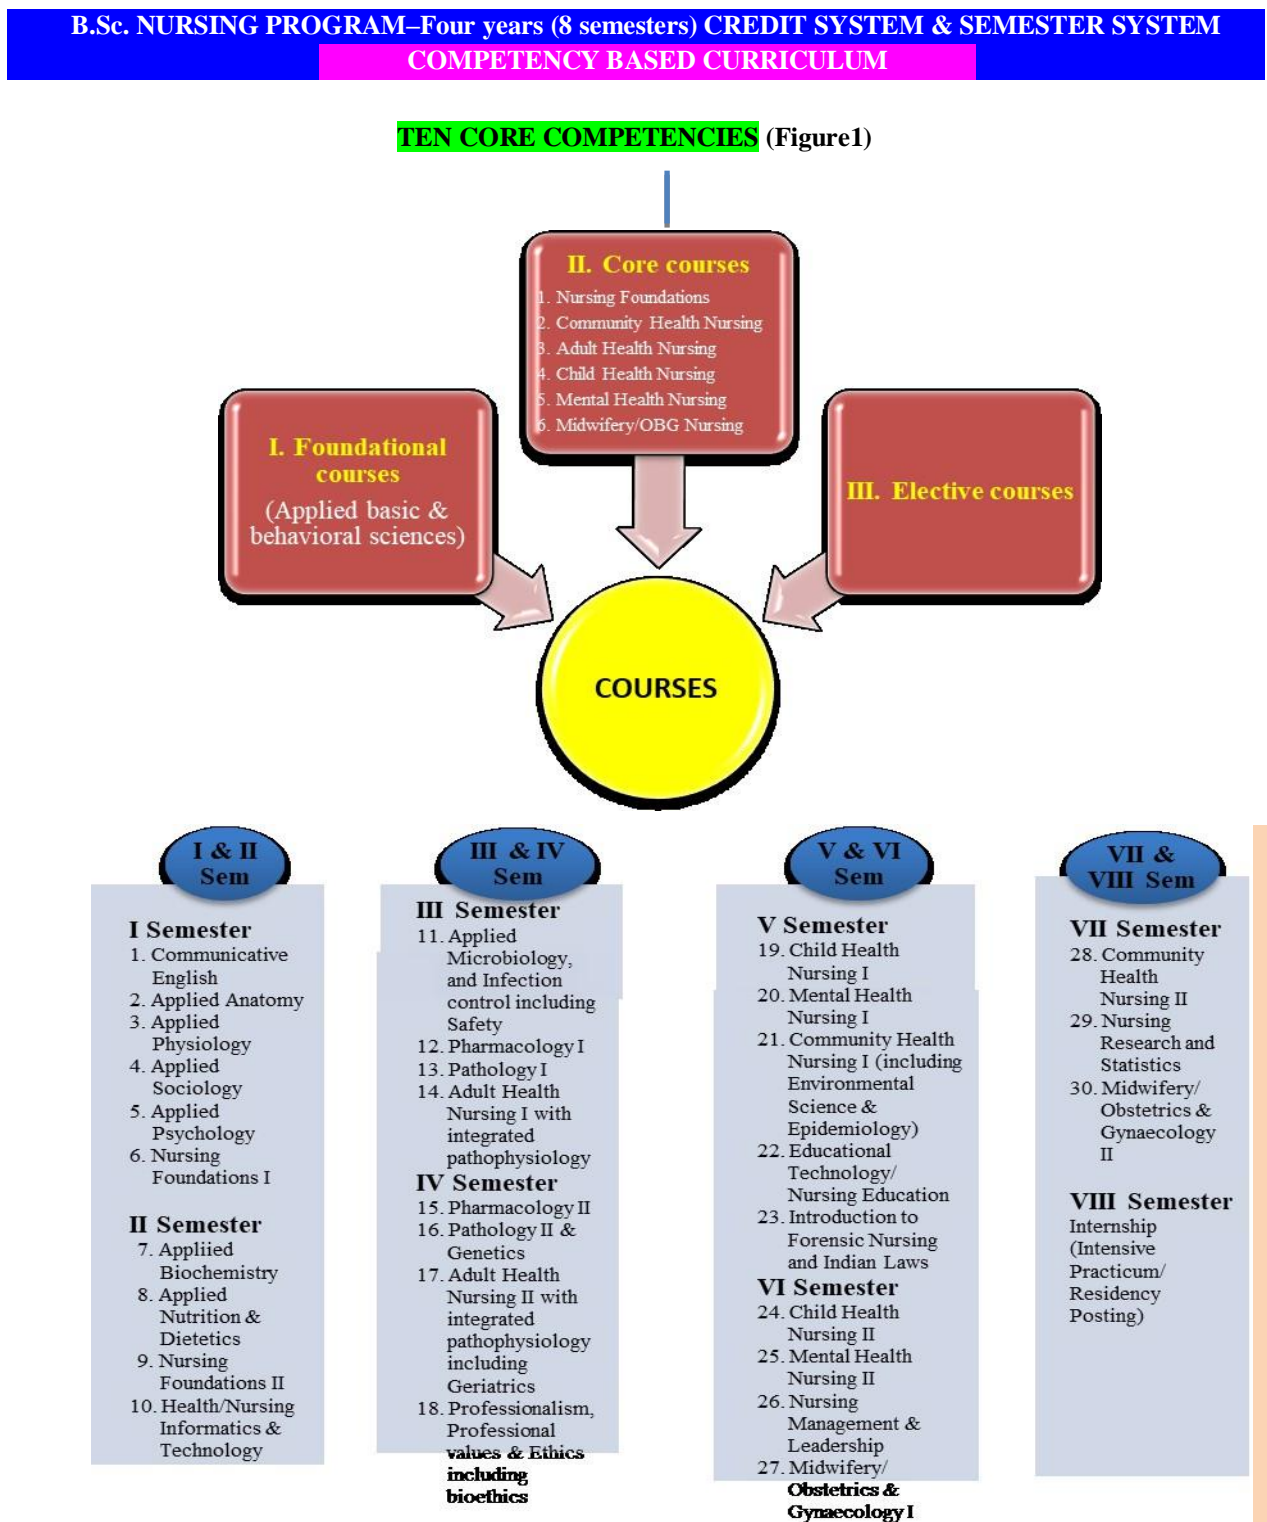 B.Sc. NURSING PROGRAM–Four years (8 semesters) CREDIT SYSTEM & SEMESTER SYSTEM
COMPETENCY BASED CURRICULUM
TEN CORE COMPETENCIES (Figure1)
II. Core courses
1. Nursing Foundations
2. Community Health Nursing
3. Adult Health Nursing
4. Child Health Nursing
5. Mental Health Nursing
6. Midwifery/OBG Nursing
I. Foundational
courses
(Applied basic &
behavioral sciences)
III. Elective courses
COURSES
I & II
Sem
I Semester
1. Communicative
English
2. Applied Anatomy
3. Applied
Physiology
4. Applied
Sociology
5. Applied
Psychology
6. Nursing
Foundations I
II Semester
7. Appliied
Biochemistry
8. Applied
Nutrition &
Dietetics
9. Nursing
Foundations II
10. Health/Nursing
Informatics &
Technology
III & IV
Sem
III Semester
11. Applied
Microbiology,
and Infection
control including
Safety
12. Pharmacology I
13. Pathology I
14. Adult Health
Nursing I with
integrated
pathophysiology
IV Semester
15. Pharmacology II
16. Pathology II &
Genetics
17. Adult Health
Nursing II with
integrated
pathophysiology
including
Geriatrics
18. Professionalism,
Professional
values & Ethics
including
bioethics
V & VI
Sem
V Semester
19. Child Health
Nursing I
20. Mental Health
Nursing I
21. Community Health
Nursing I (including
Environmental
Science &
Epidemiology)
22. Educational
Technology/
Nursing Education
23. Introduction to
Forensic Nursing
and Indian Laws
VI Semester
24. Child Health
Nursing II
25. Mental Health
Nursing II
26. Nursing
Management &
Leadership
27. Midwifery/
Obstetrics &
Gynaecology I
VII &
VIII Sem
VII Semester
28. Community
Health
Nursing II
29. Nursing
Research and
Statistics
30. Midwifery/
Obstetrics &
Gynaecology
II
VIII Semester
Internship
(Intensive
Practicum/
Residency
Posting)